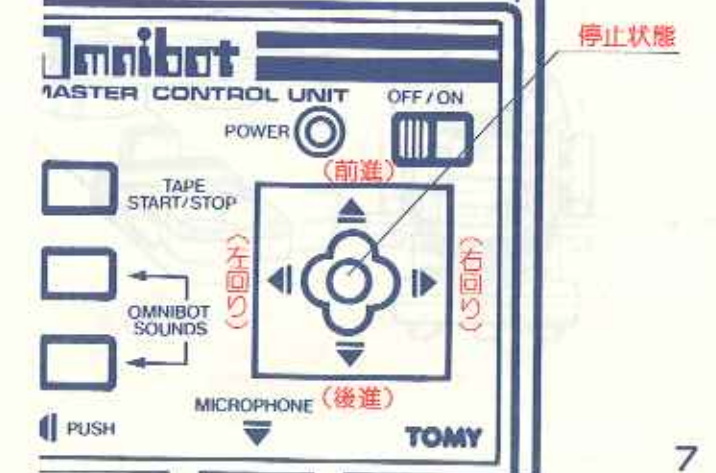 Omnibot
MASTER CONTROL UNIT
停止状態
OFF/ON
POWER
(前進)
TAPE
START/STOP
(左回り)
(右回り)
OMNIBOT
SOUNDS
(後進)
MICROPHONE
PUSH
TOMY
7